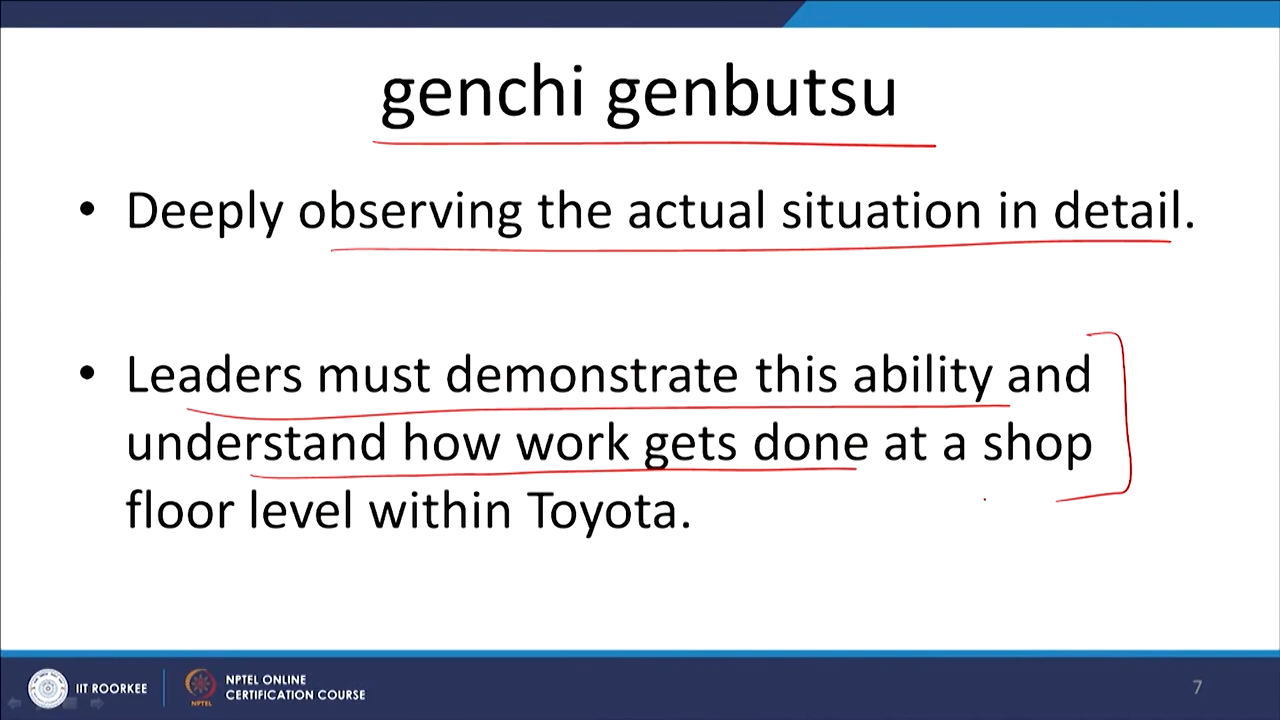 genchi genbutsu
• Deeply observing the actual situation in detail.
• Leaders must demonstrate this ability and
understand how work gets done at a shop
floor level within Toyota.
IIT ROORKEE
NPTEL
NPTEL ONLINE
CERTIFICATION COURSE
7